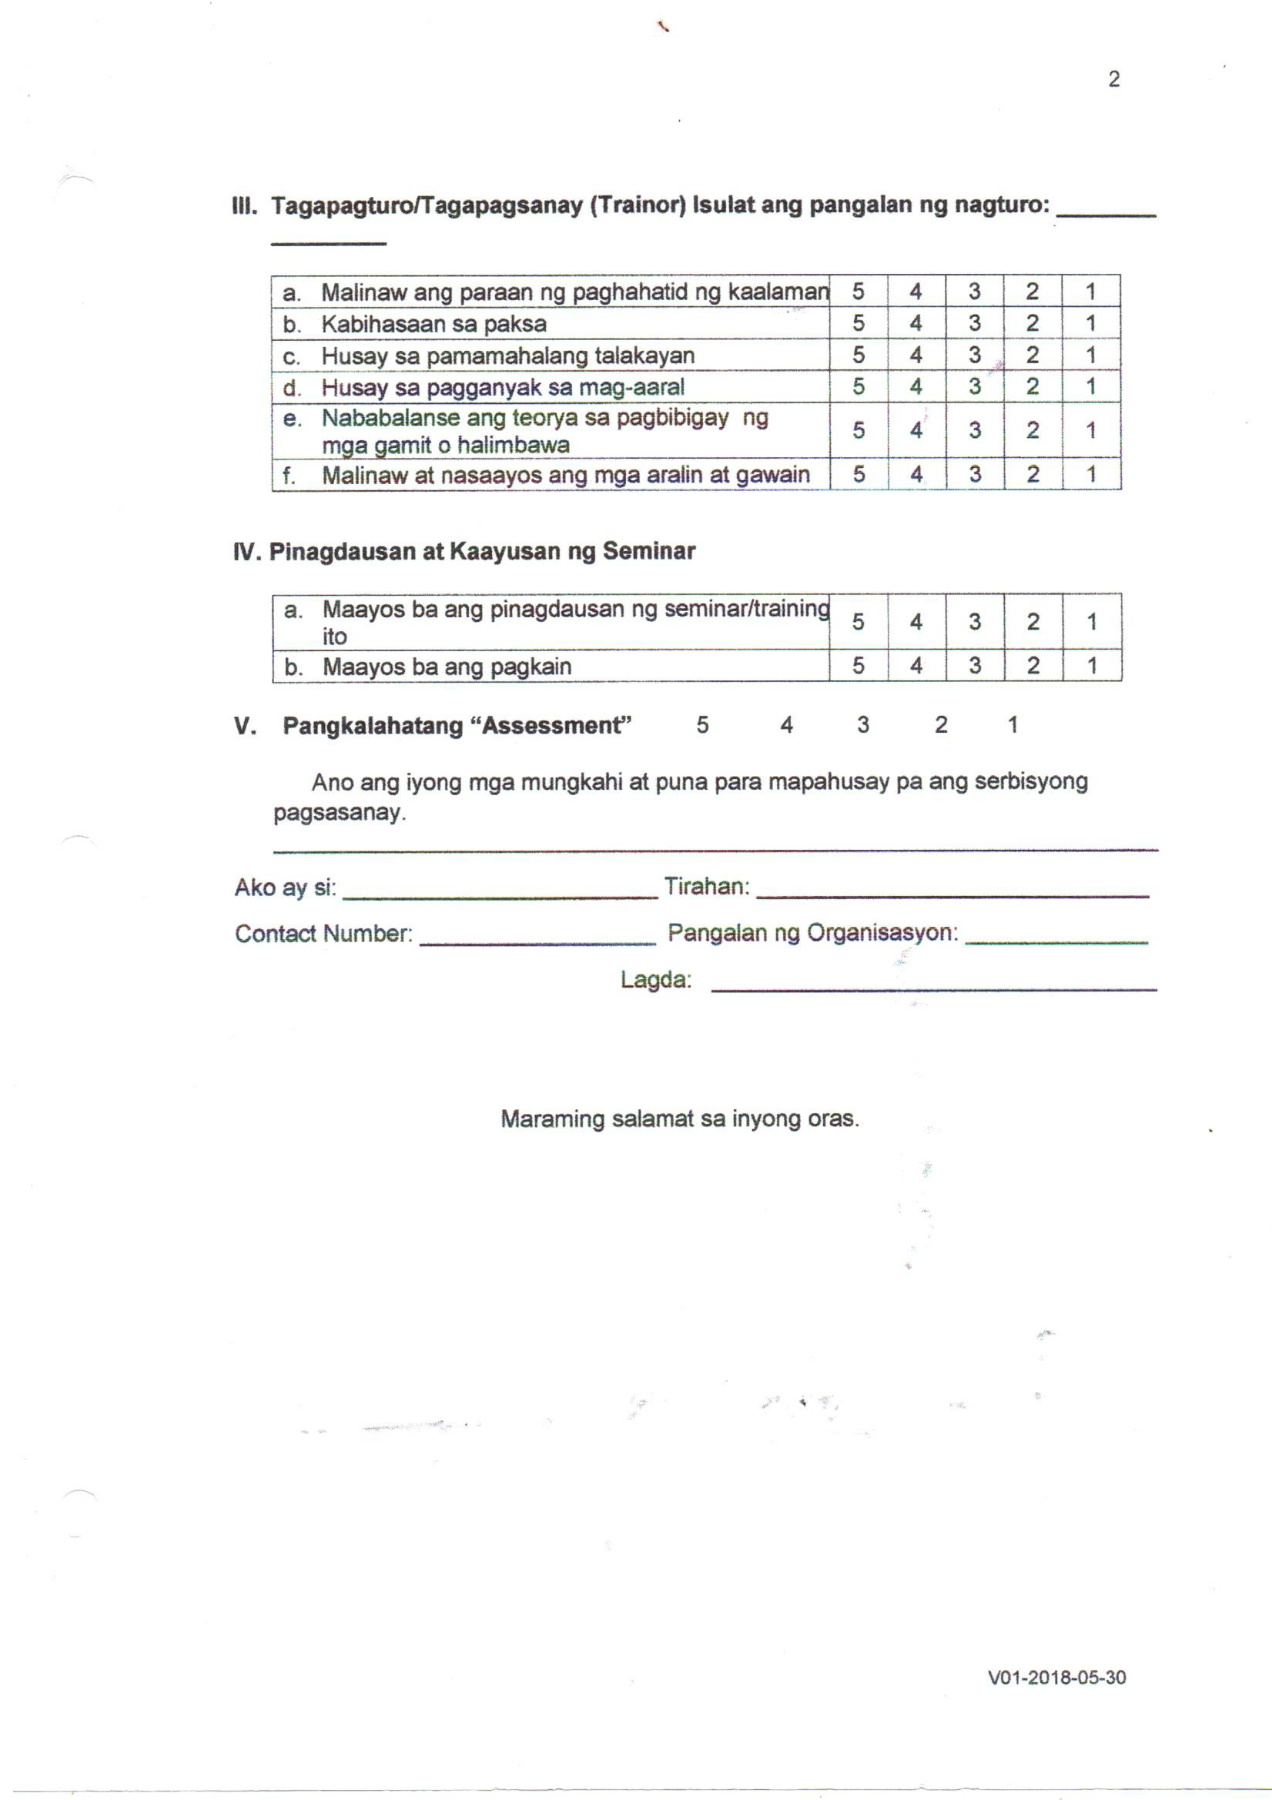 2
III. Tagapagturo/Tagapagsanay (Trainor) Isulat ang pangalan ng nagturo: ________
_________
a. Malinaw ang paraan ng paghahatid ng kaalaman 5 4 3 2 1
b. Kabihasaan sa paksa 5 4 3 2 1
c. Husay sa pamamahalang talakayan 5 4 3 2 1
d. Husay sa pagganyak sa mag-aaral 5 4 3 2 1
e. Nababalanse ang teorya sa pagbibigay ng
mga gamit o halimbawa 5 4 3 2 1
f. Malinaw at nasaayos ang mga aralin at gawain 5 4 3 2 1
IV. Pinagdausan at Kaayusan ng Seminar
a. Maayos ba ang pinagdausan ng seminar/training
ito 5 4 3 2 1
b. Maayos ba ang pagkain 5 4 3 2 1
V. Pangkalahatang “Assessment” 5 4 3 2 1
Ano ang iyong mga mungkahi at puna para mapahusay pa ang serbisyong
pagsasanay.
Ako ay si: ____________ Tirahan: ____________
Contact Number: ____________ Pangalan ng Organisasyon: ____________
Lagda: ____________
Maraming salamat sa inyong oras.
V01-2018-05-30